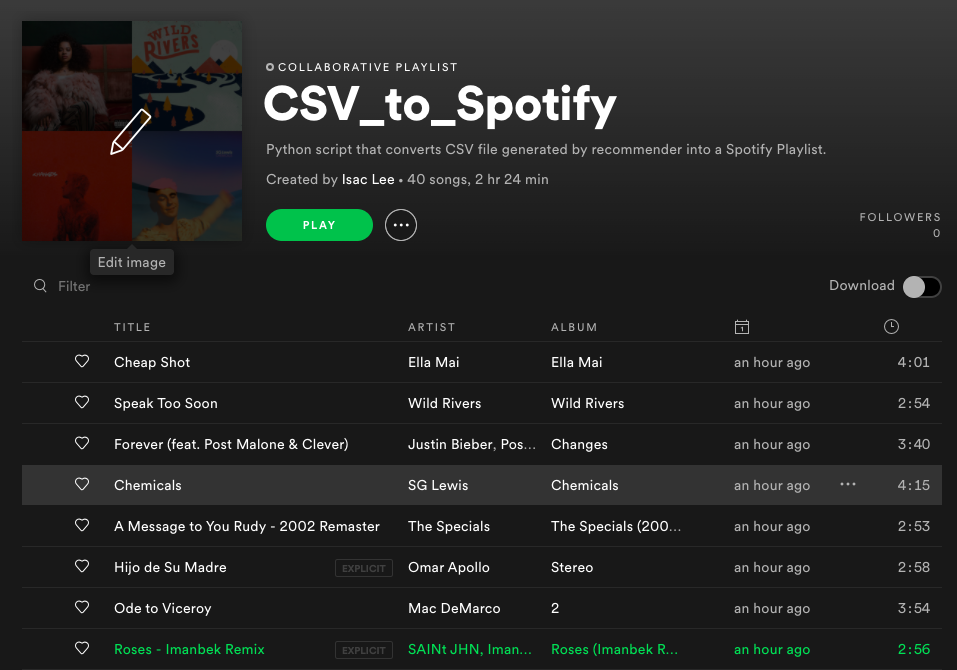 WILD
RIVERS
COLLABORATIVE PLAYLIST
CSV_to_Spotify
Python script that converts CSV file generated by recommender into a Spotify Playlist.
Created by Isac Lee • 40 songs, 2 hr 24 min
PLAY
FOLLOWERS
0
Edit image
Filter
Download
TITLE ARTIST ALBUM
Cheap Shot Ella Mai Ella Mai an hour ago 4:01
Speak Too Soon Wild Rivers Wild Rivers an hour ago 2:54
Forever (feat. Post Malone & Clever) Justin Bieber, Pos... Changes an hour ago 3:40
Chemicals SG Lewis Chemicals an hour ago 4:15
A Message to You Rudy - 2002 Remaster The Specials The Specials (200... an hour ago 2:53
Hijo de Su Madre EXPLICIT Omar Apollo Stereo an hour ago 2:58
Ode to Viceroy Mac DeMarco 2 an hour ago 3:54
Roses - Imanbek Remix EXPLICIT SAINt JHN, Iman... Roses (Imanbek R... an hour ago 2:56